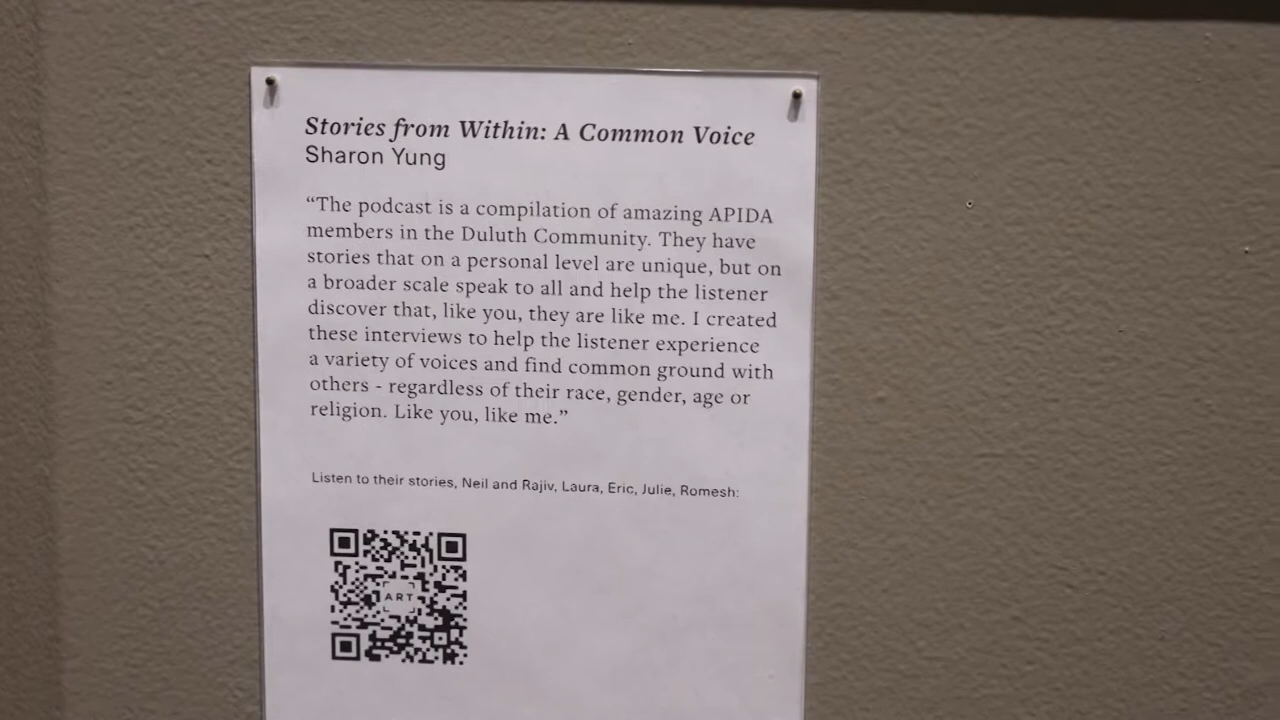 Stories from Within: A Common Voice
Sharon Yung
“The podcast is a compilation of amazing APIDA
members in the Duluth Community. They have
stories that on a personal level are unique, but on
a broader scale speak to all and help the listener
discover that, like you, they are like me. I created
these interviews to help the listener experience
a variety of voices and find common ground with
others - regardless of their race, gender, age or
religion. Like you, like me.”
Listen to their stories, Neil and Rajiv, Laura, Eric, Julie, Romesh:
ART